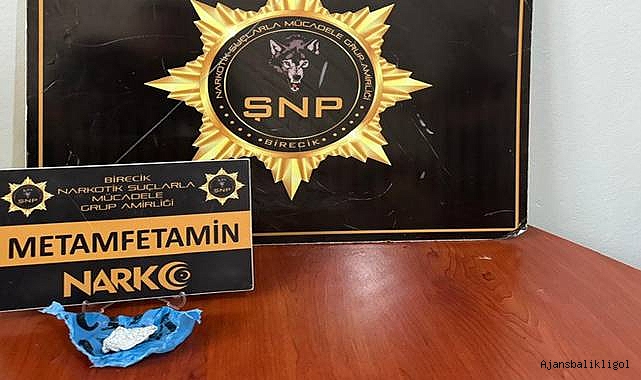 NARKOTİK SUÇLARLA MÜCADELE GRUP AMİRLİĞİ
ŞNP
• BİRECİK •
BİRECİK
NARKOTİK SUÇLARLA
MÜCADELE
GRUP AMİRLİĞİ
ŞNP
ŞNP
METAMFETAMİN
NARKO
Ajansbalikligol